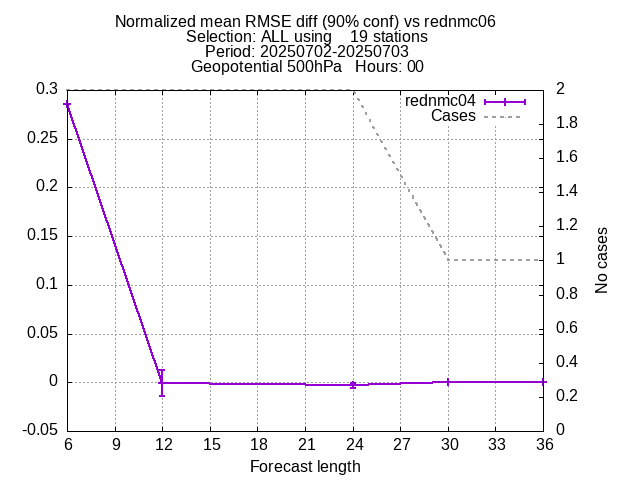 Normalized mean RMSE diff (90% conf) vs rednmc06
Selection: ALL using    19 stations
Period: 20250702-20250703
Geopotential 500hPa   Hours: 00
rednmc04
Cases
0.3
0.25
0.2
0.15
0.1
0.05
0
-0.05
2
1.8
1.6
1.4
1.2
1
0.8
0.6
0.4
0.2
0
No cases
6 9 12 15 18 21 24 27 30 33 36
Forecast length